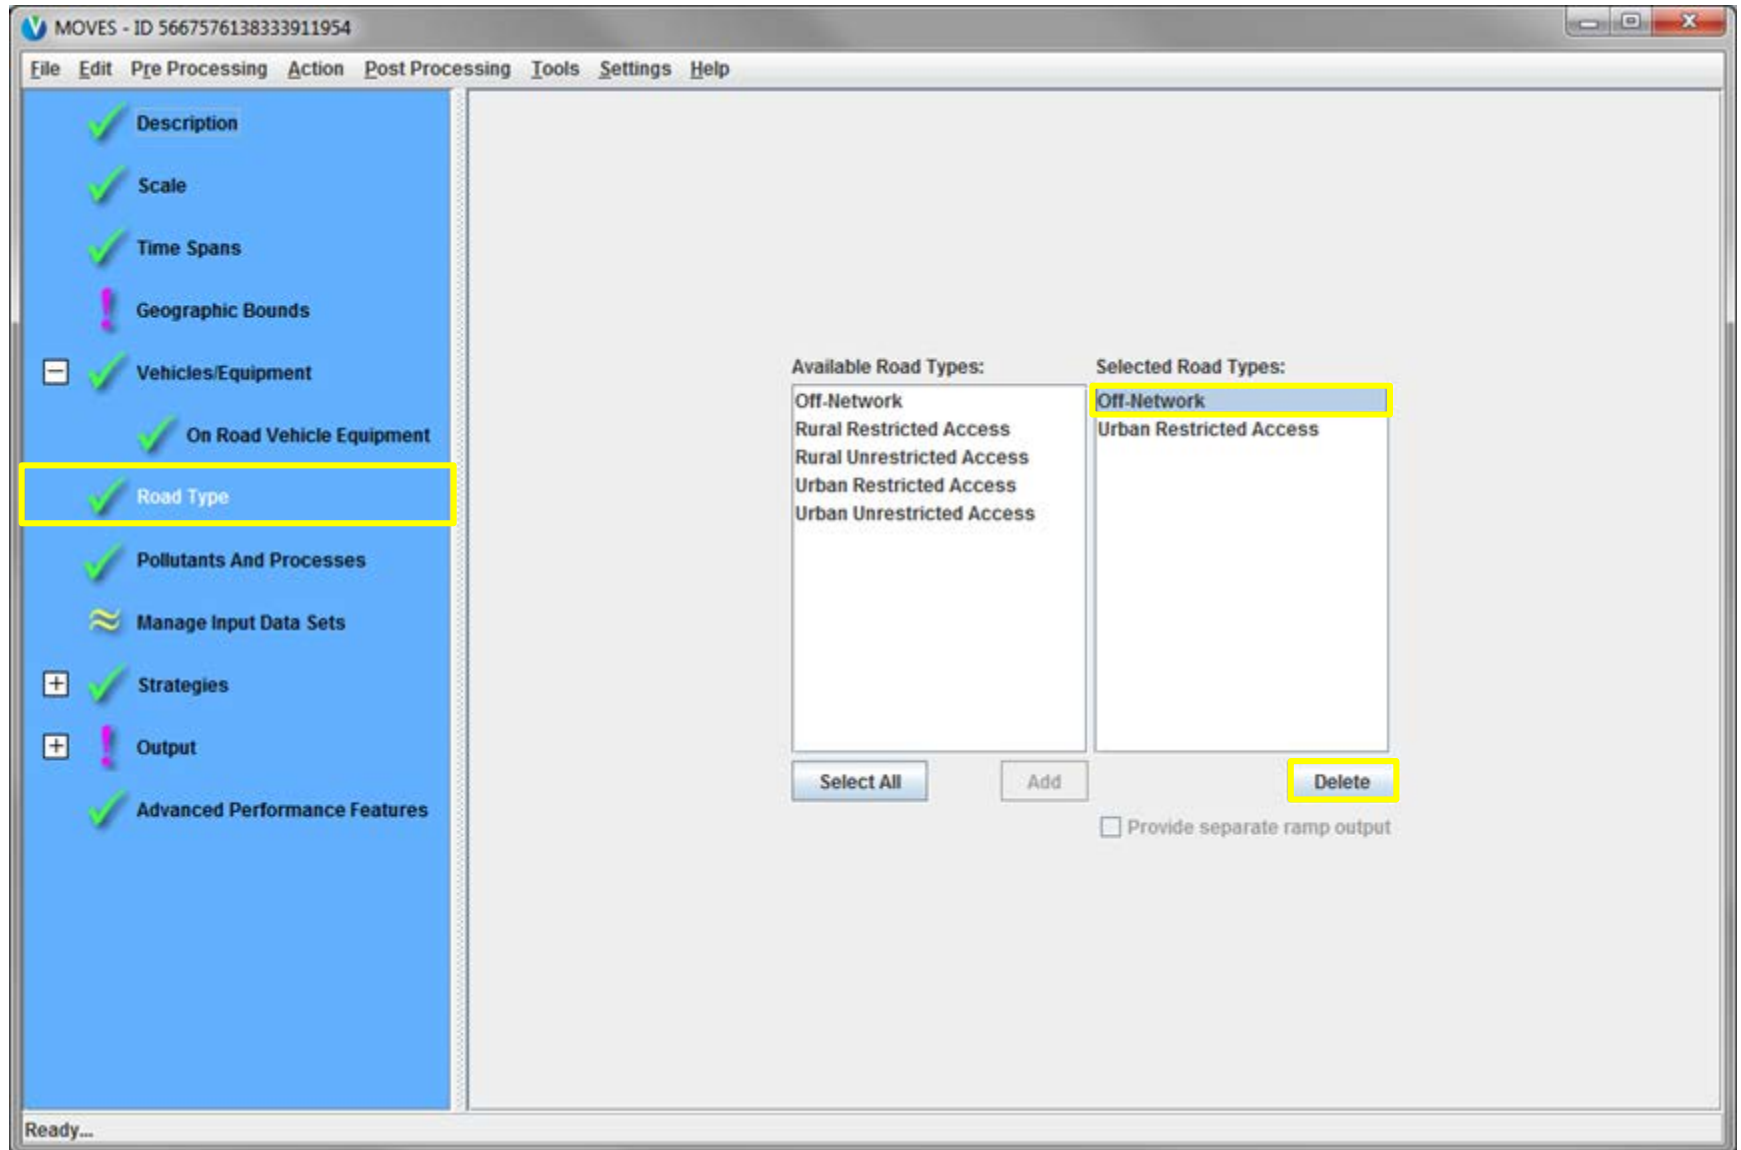 MOVES - ID 5667576138333911954
File Edit Pre Processing Action Post Processing Tools Settings Help
Description
Scale
Time Spans
Geographic Bounds
Vehicles/Equipment
On Road Vehicle Equipment
Road Type
Pollutants And Processes
Manage Input Data Sets
Strategies
Output
Advanced Performance Features
Available Road Types:
Off-Network
Rural Restricted Access
Rural Unrestricted Access
Urban Restricted Access
Urban Unrestricted Access
Selected Road Types:
Off-Network
Urban Restricted Access
Select All Add Delete
Provide separate ramp output
Ready...